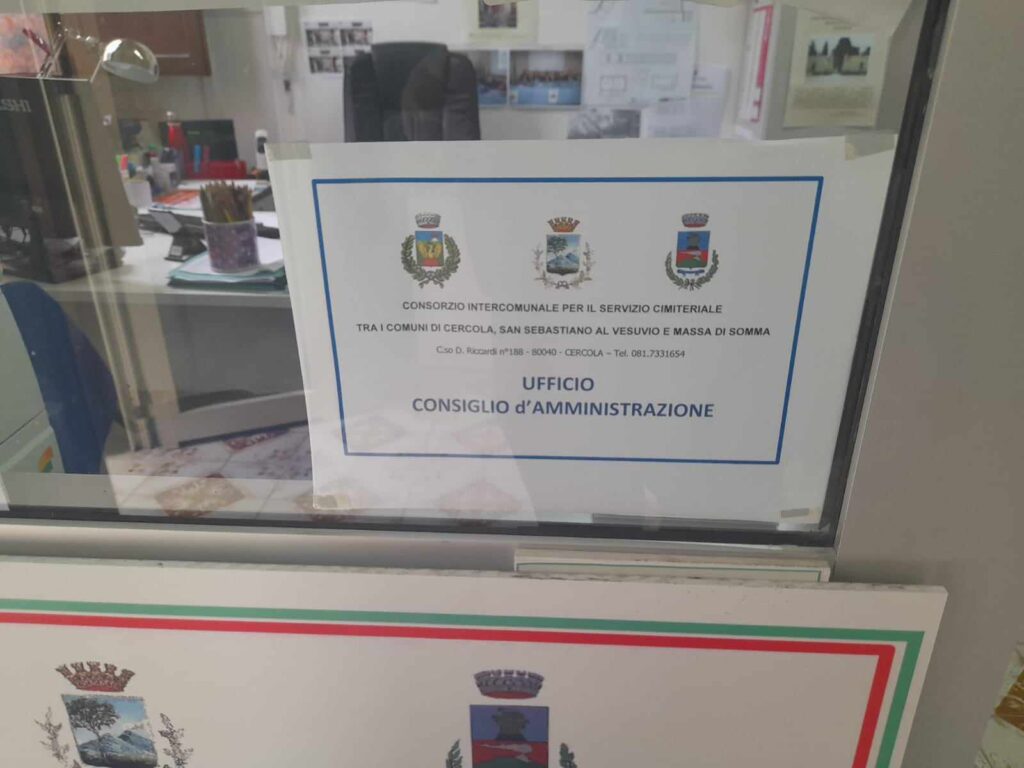 CONSORZIO INTERCOMUNALE PER IL SERVIZIO CIMITERIALE
TRA I COMUNI DI CERCOLA, SAN SEBASTIANO AL VESUVIO E MASSA DI SOMMA
C.so D. Riccardi n°188 - 80040 - CERCOLA – Tel. 081.7331654
UFFICIO
CONSIGLIO d'AMMINISTRAZIONE